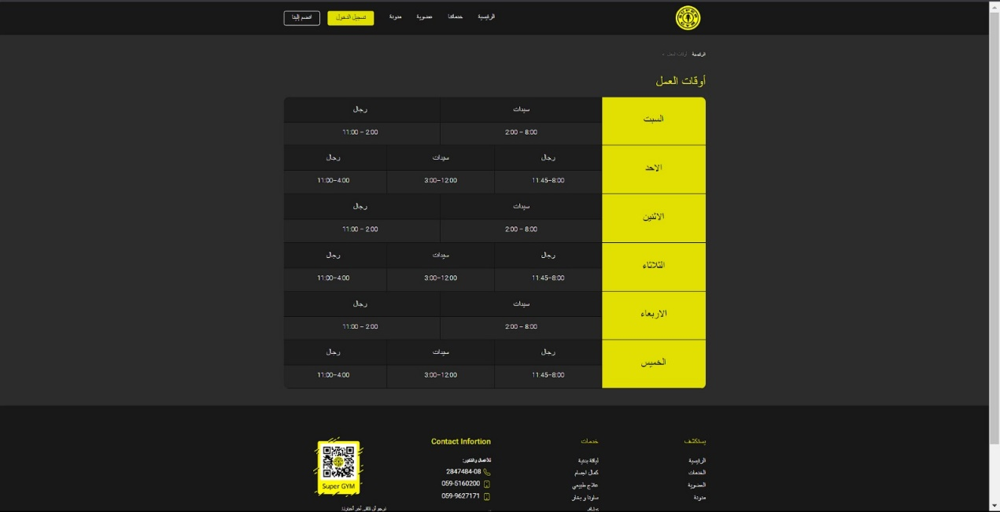 الرئيسية خدماتنا عضوية مدونة تسجيل الدخول انضم إلينا
الرئيسية أوقات العمل
أوقات العمل
السبت
سيدات رجال
2:00 – 8:00 11:00 – 2:00
الاحد
رجال سيدات رجال
11:45–8:00 3:00–12:00 11:00–4:00
الاثنين
سيدات رجال
2:00 – 8:00 11:00 – 2:00
الثلاثاء
رجال سيدات رجال
11:45–8:00 3:00–12:00 11:00–4:00
الاربعاء
سيدات رجال
2:00 – 8:00 11:00 – 2:00
الخميس
رجال سيدات رجال
11:45–8:00 3:00–12:00 11:00–4:00
يستكشف
الرئيسية
الخدمات
العضوية
مدونة
خدمات
لياقة بدنية
كمال اجسام
علاج طبيعي
ساونا و بخار
Contact Infortion
2847484-08
059-5160200
059-9627171
Super GYM